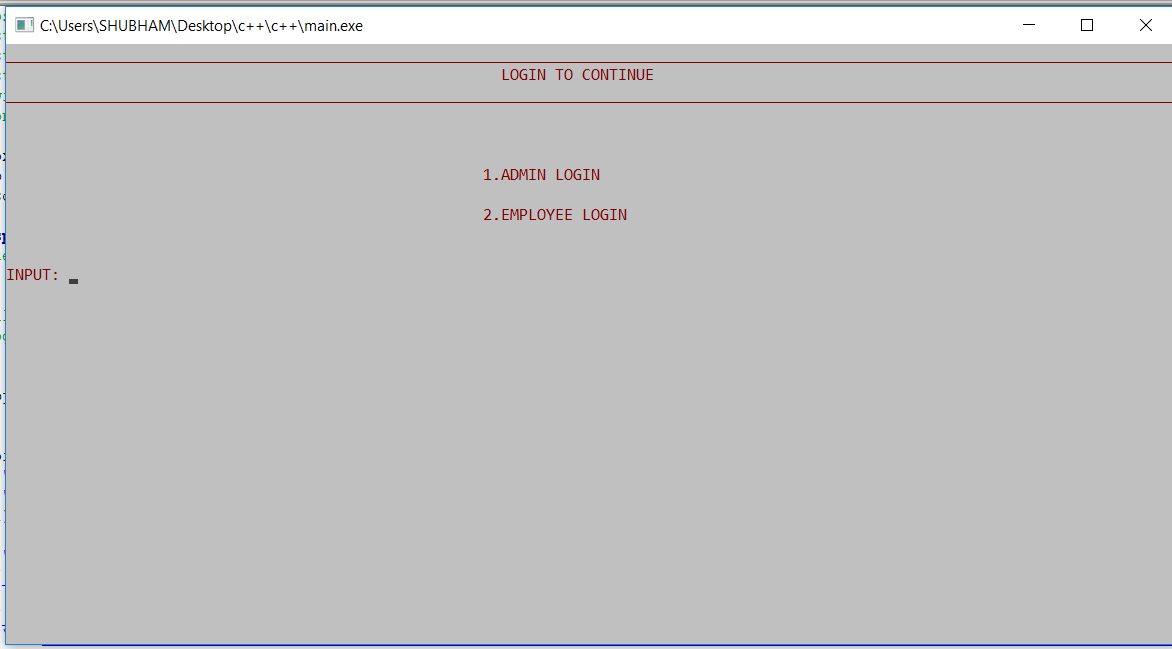 C:\Users\SHUBHAM\Desktop\c++\c++\main.exe
LOGIN TO CONTINUE
1.ADMIN LOGIN
2.EMPLOYEE LOGIN
INPUT: